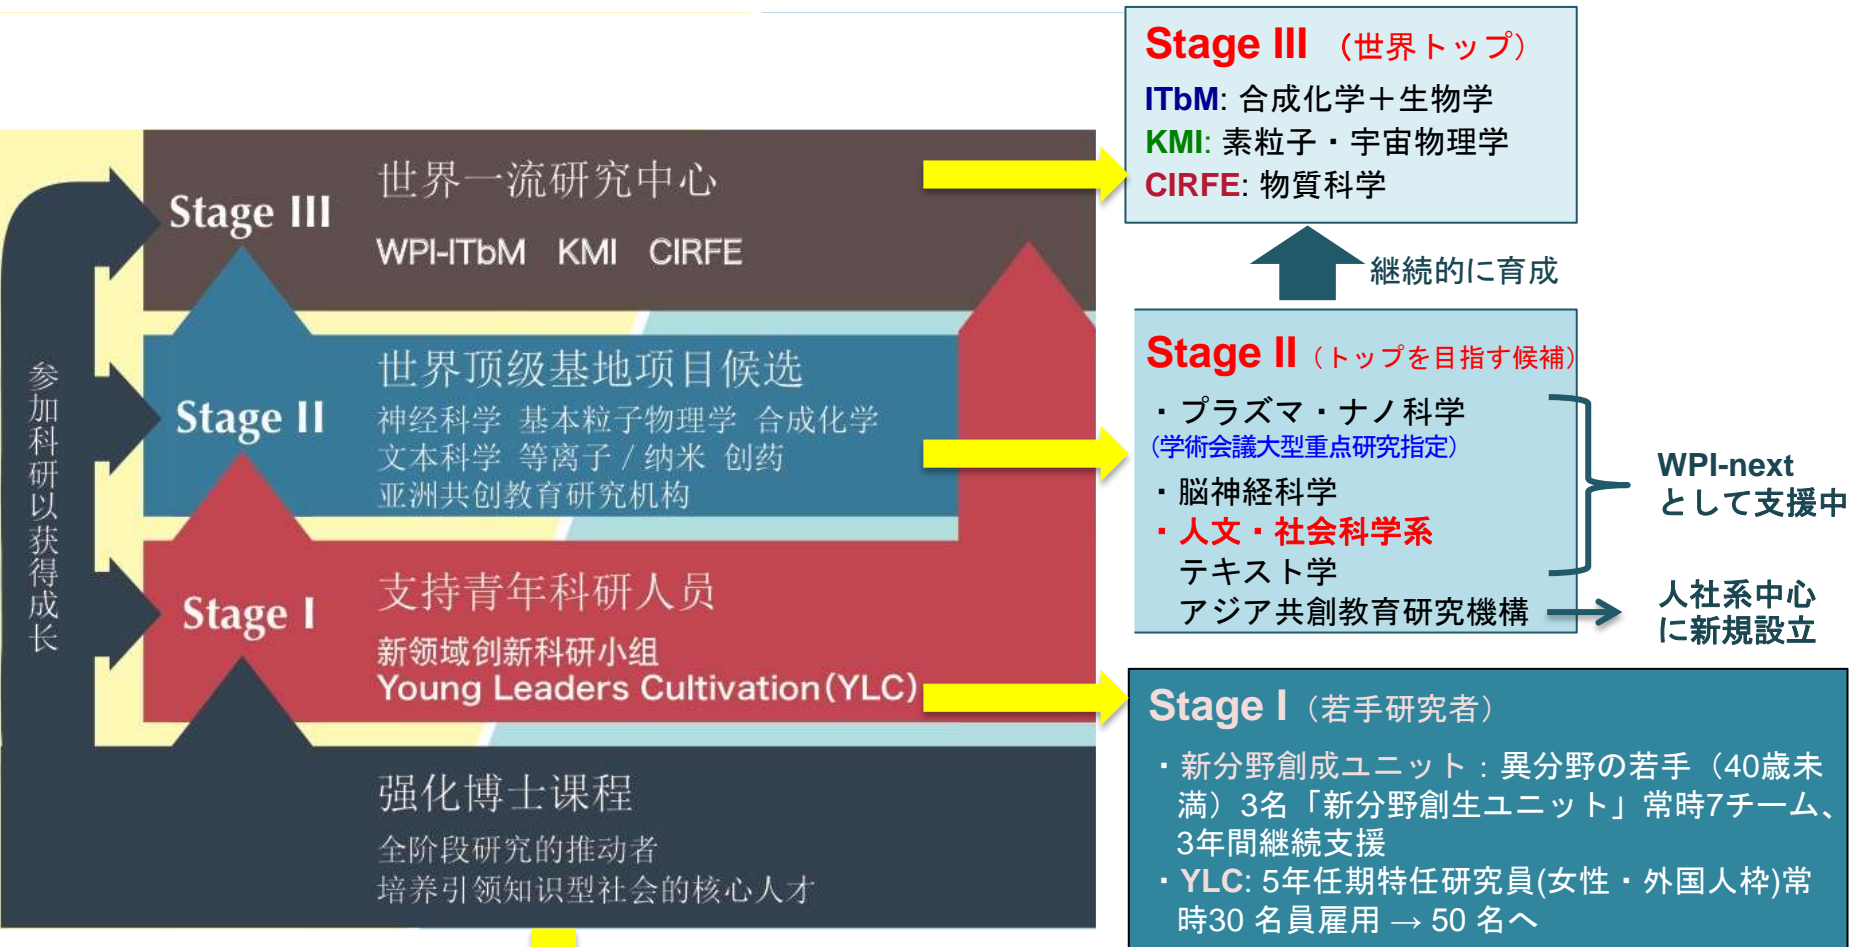 参加科研以获得成长
Stage III
世界一流研究中心
WPI-ITbM KMI CIRFE
Stage II
世界顶级基地项目候选
神经科学 基本粒子物理学 合成化学
文本科学 等离子 / 纳米 创药
亚洲共创教育研究机构
Stage I
支持青年科研人员
新领域创新科研小组
Young Leaders Cultivation(YLC)
强化博士课程
全阶段研究的推动者
培养引领知识型社会的核心人才
Stage III （世界トップ）
ITbM: 合成化学＋生物学
KMI: 素粒子・宇宙物理学
CIRFE: 物質科学
継続的に育成
Stage II（トップを目指す候補）
・プラズマ・ナノ科学
（学術会議大型重点研究指定）
・脳神経科学
・人文・社会科学系
テキスト学
アジア共創教育研究機構
WPI-next
として支援中
人社系中心
に新規設立
Stage I（若手研究者）
・新分野創成ユニット：異分野の若手（40歳未
満）3名「新分野創生ユニット」常時7チーム、
3年間継続支援
・YLC: 5年任期特任研究員(女性・外国人枠)常
時30 名員雇用 → 50 名へ